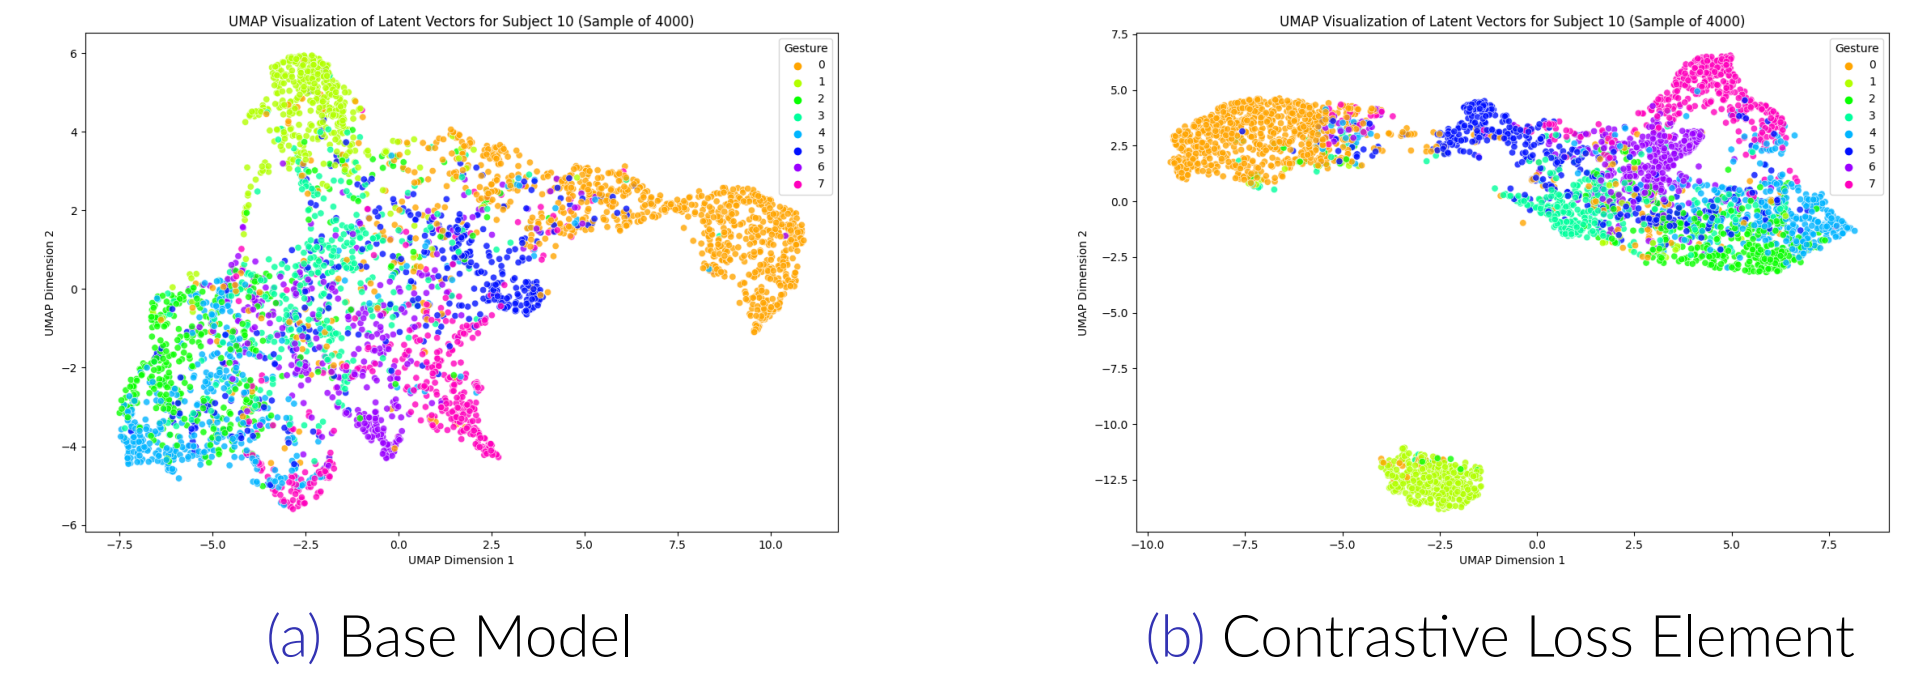 UMAP Visualization of Latent Vectors for Subject 10 (Sample of 4000)
Gesture
0
1
2
3
4
5
6
7
6
4
2
0
−2
−4
−6
UMAP Dimension 2
−7.5 −5.0 −2.5 0.0 2.5 5.0 7.5 10.0
UMAP Dimension 1
(a) Base Model
UMAP Visualization of Latent Vectors for Subject 10 (Sample of 4000)
Gesture
0
1
2
3
4
5
6
7
7.5
5.0
2.5
0.0
−2.5
−5.0
−7.5
−10.0
−12.5
UMAP Dimension 2
−10.0 −7.5 −5.0 −2.5 0.0 2.5 5.0 7.5
UMAP Dimension 1
(b) Contrastive Loss Element